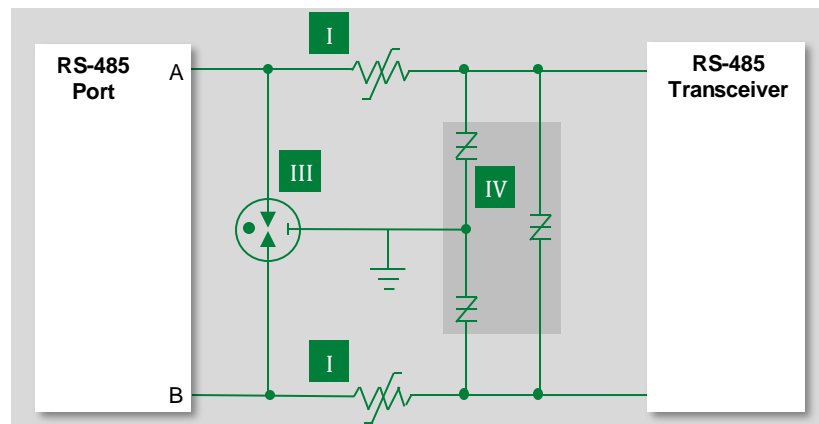 I
RS-485
Port
A
RS-485
Transceiver
III
IV
I
B